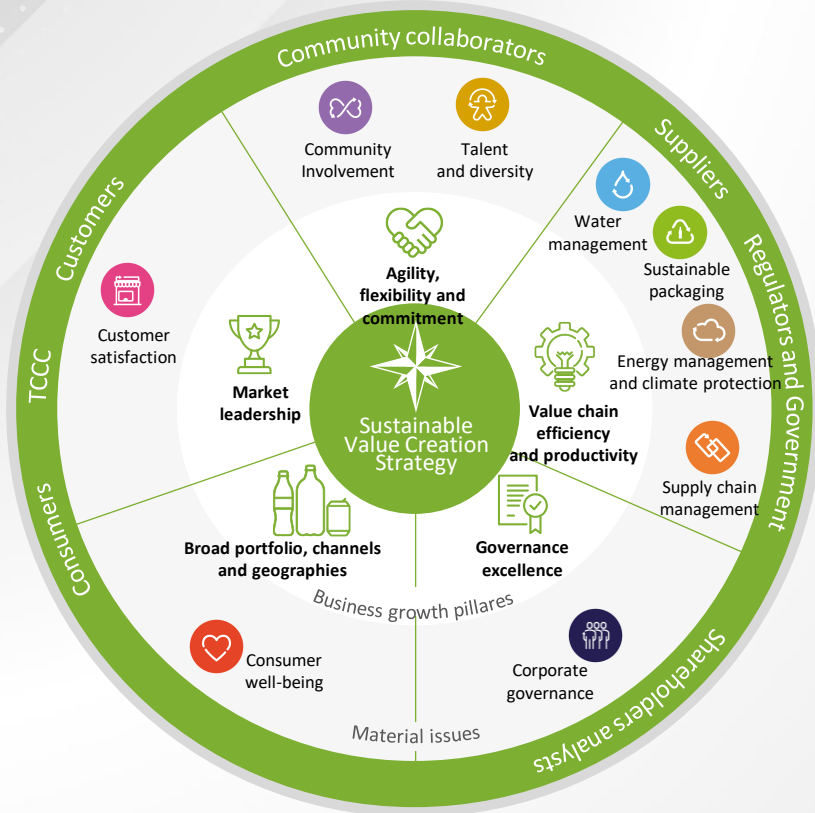 Community collaborators
Suppliers
Regulators and Government
Shareholders analysts
Consumers
TCCC
Customers
Community
Involvement
Talent
and diversity
Water
management
Sustainable
packaging
Energy management
and climate protection
Supply chain
management
Customer
satisfaction
Agility,
flexibility and
commitment
Market
leadership
Value chain
efficiency
and productivity
Sustainable
Value Creation
Strategy
Broad portfolio, channels
and geographies
Governance
excellence
Business growth pillares
Consumer
well-being
Corporate
governance
Material issues